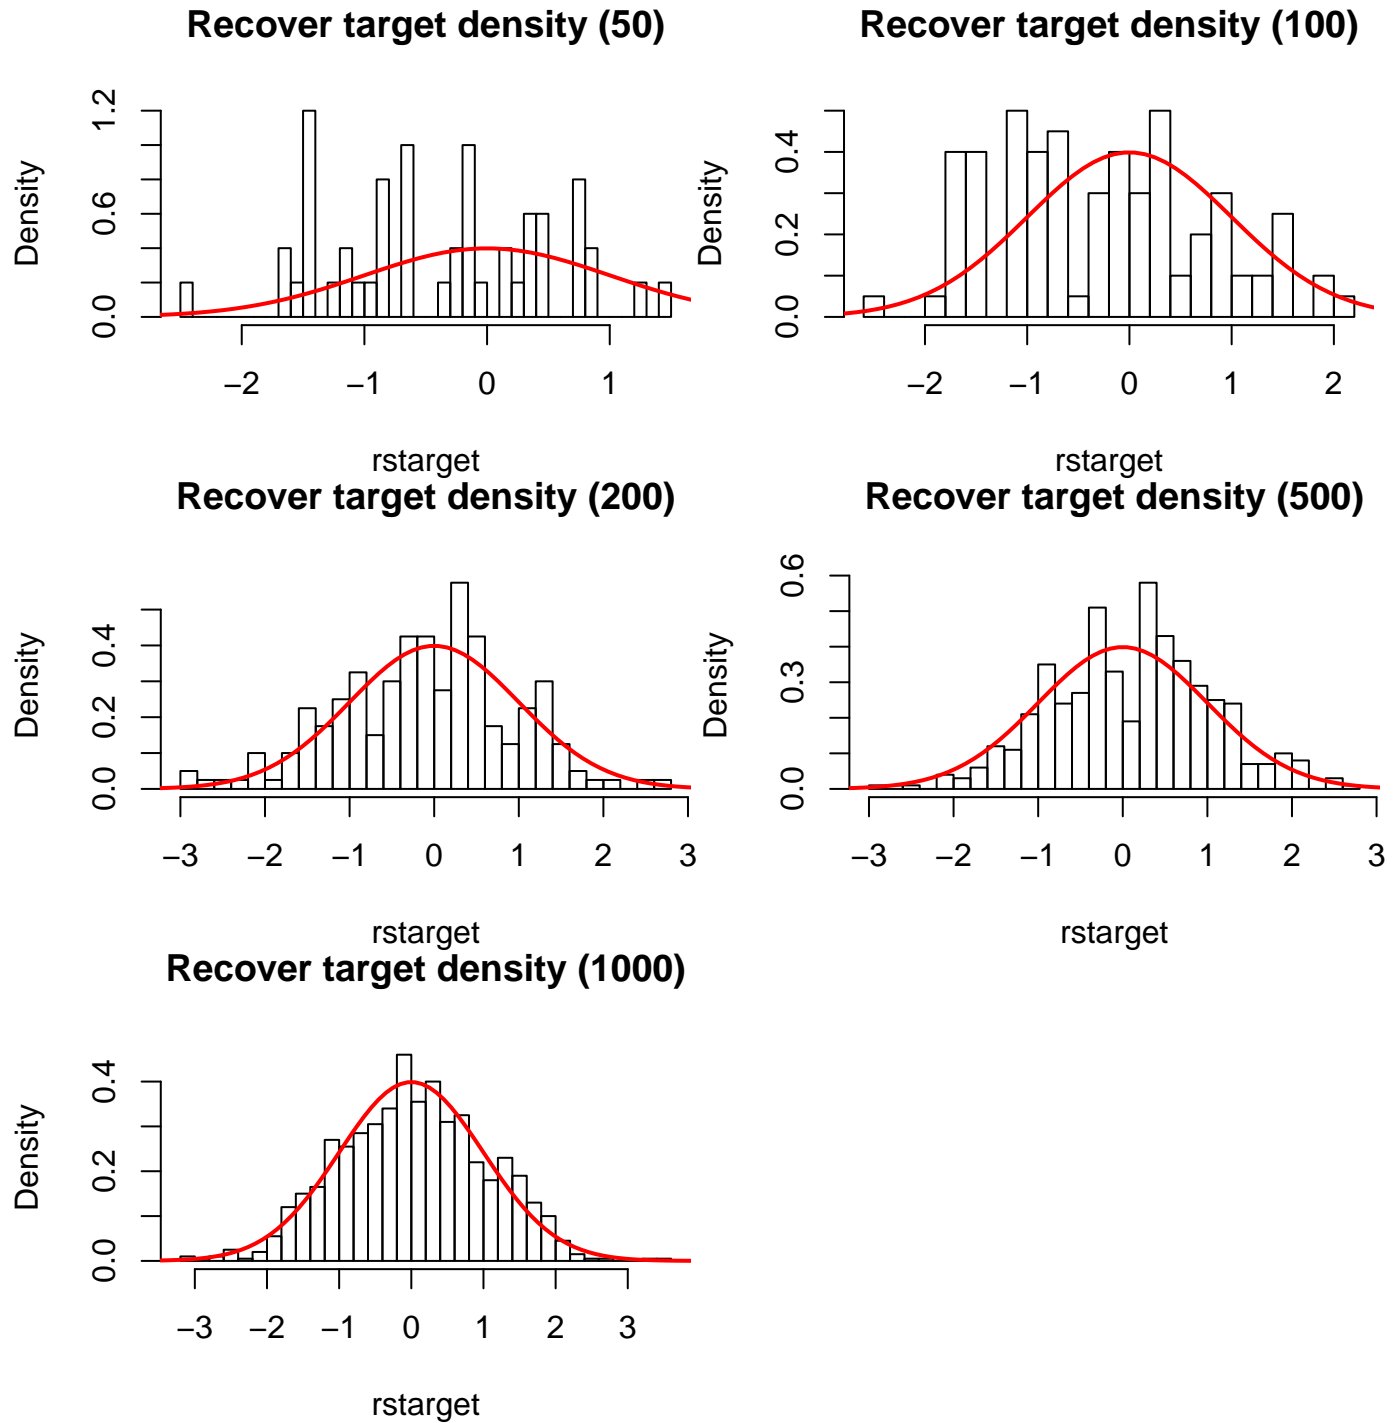 Recover target density (50)
Density
0.0 0.6 1.2
−2 −1 0 1
rstarget
Recover target density (100)
Density
0.0 0.2 0.4
−2 −1 0 1 2
rstarget
Recover target density (200)
Density
0.0 0.2 0.4
−3 −2 −1 0 1 2 3
rstarget
Recover target density (500)
Density
0.0 0.3 0.6
−3 −2 −1 0 1 2 3
rstarget
Recover target density (1000)
Density
0.0 0.2 0.4
−3 −2 −1 0 1 2 3
rstarget